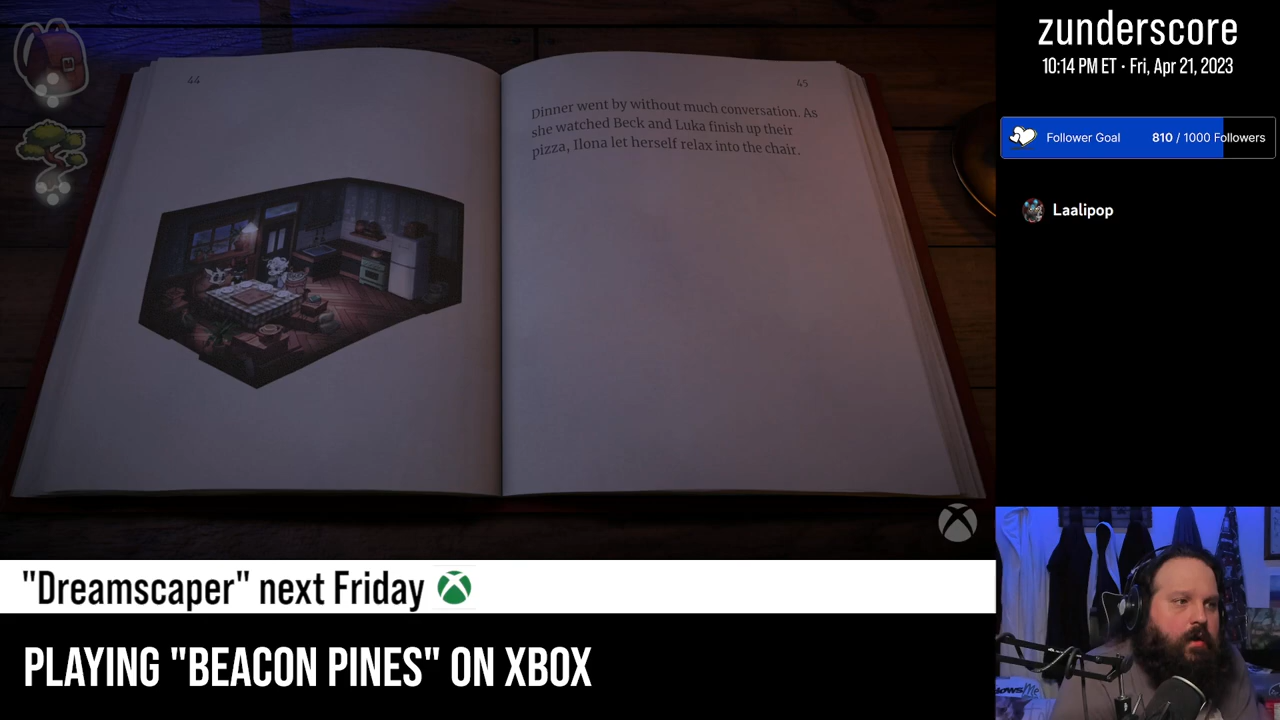 zunderscore
10:14 PM ET · Fri, Apr 21, 2023
Follower Goal 810 / 1000 Followers
Laalipop
44
45
Dinner went by without much conversation. As
she watched Beck and Luka finish up their
pizza, Ilona let herself relax into the chair.
"Dreamscaper" next Friday
PLAYING "BEACON PINES" ON XBOX